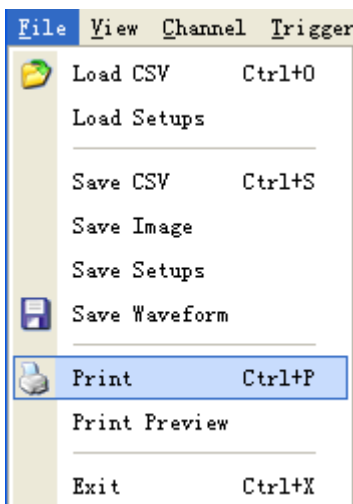 File View Channel Trigger
Load CSV Ctrl+O
Load Setups
Save CSV Ctrl+S
Save Image
Save Setups
Save Waveform
Print Ctrl+P
Print Preview
Exit Ctrl+X